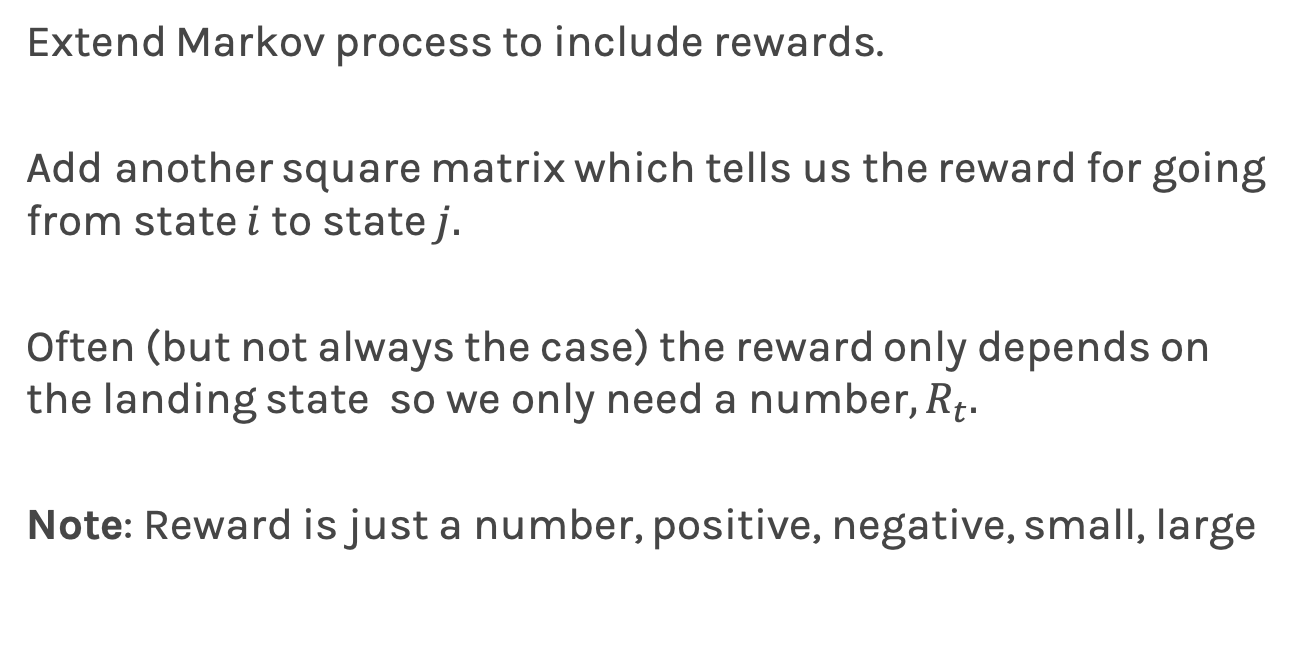 Extend Markov process to include rewards.
Add another square matrix which tells us the reward for going
from state i to state j.
Often (but not always the case) the reward only depends on
the landing state  so we only need a number, Rₜ.
Note: Reward is just a number, positive, negative, small, large